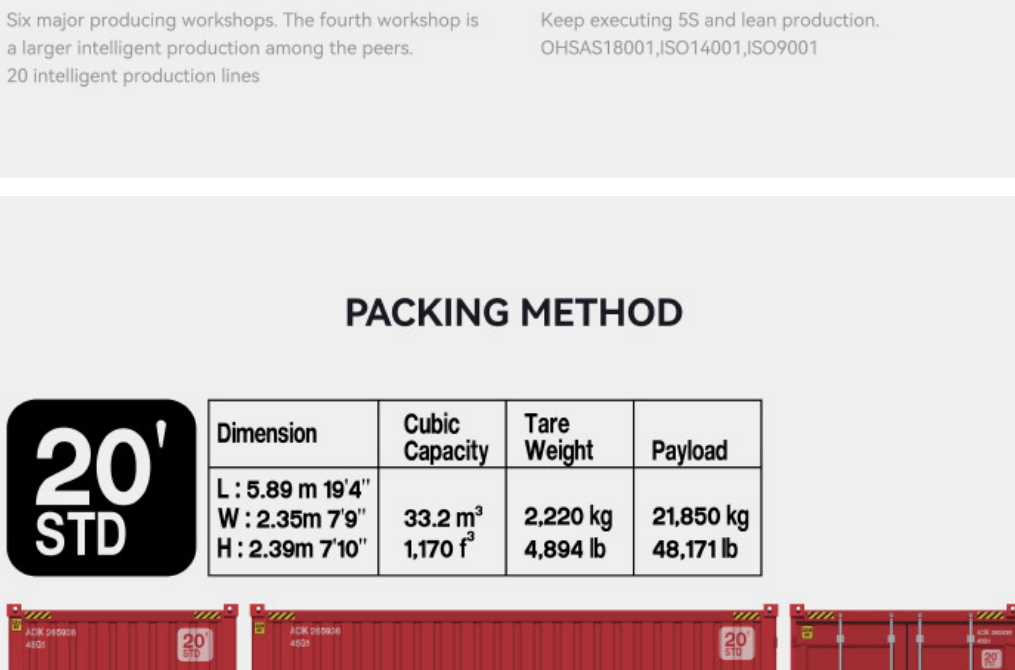 Six major producing workshops. The fourth workshop is
a larger intelligent production among the peers.
20 intelligent production lines
Keep executing 5S and lean production.
OHSAS18001,ISO14001,ISO9001
PACKING METHOD
20'
STD
Dimension
Cubic
Capacity
Tare
Weight
Payload
L : 5.89 m 19'4"
W : 2.35m 7'9"
H : 2.39m 7'10"
33.2 m³
1,170 f³
2,220 kg
4,894 lb
21,850 kg
48,171 lb
20'
STD
20'
STD
20'